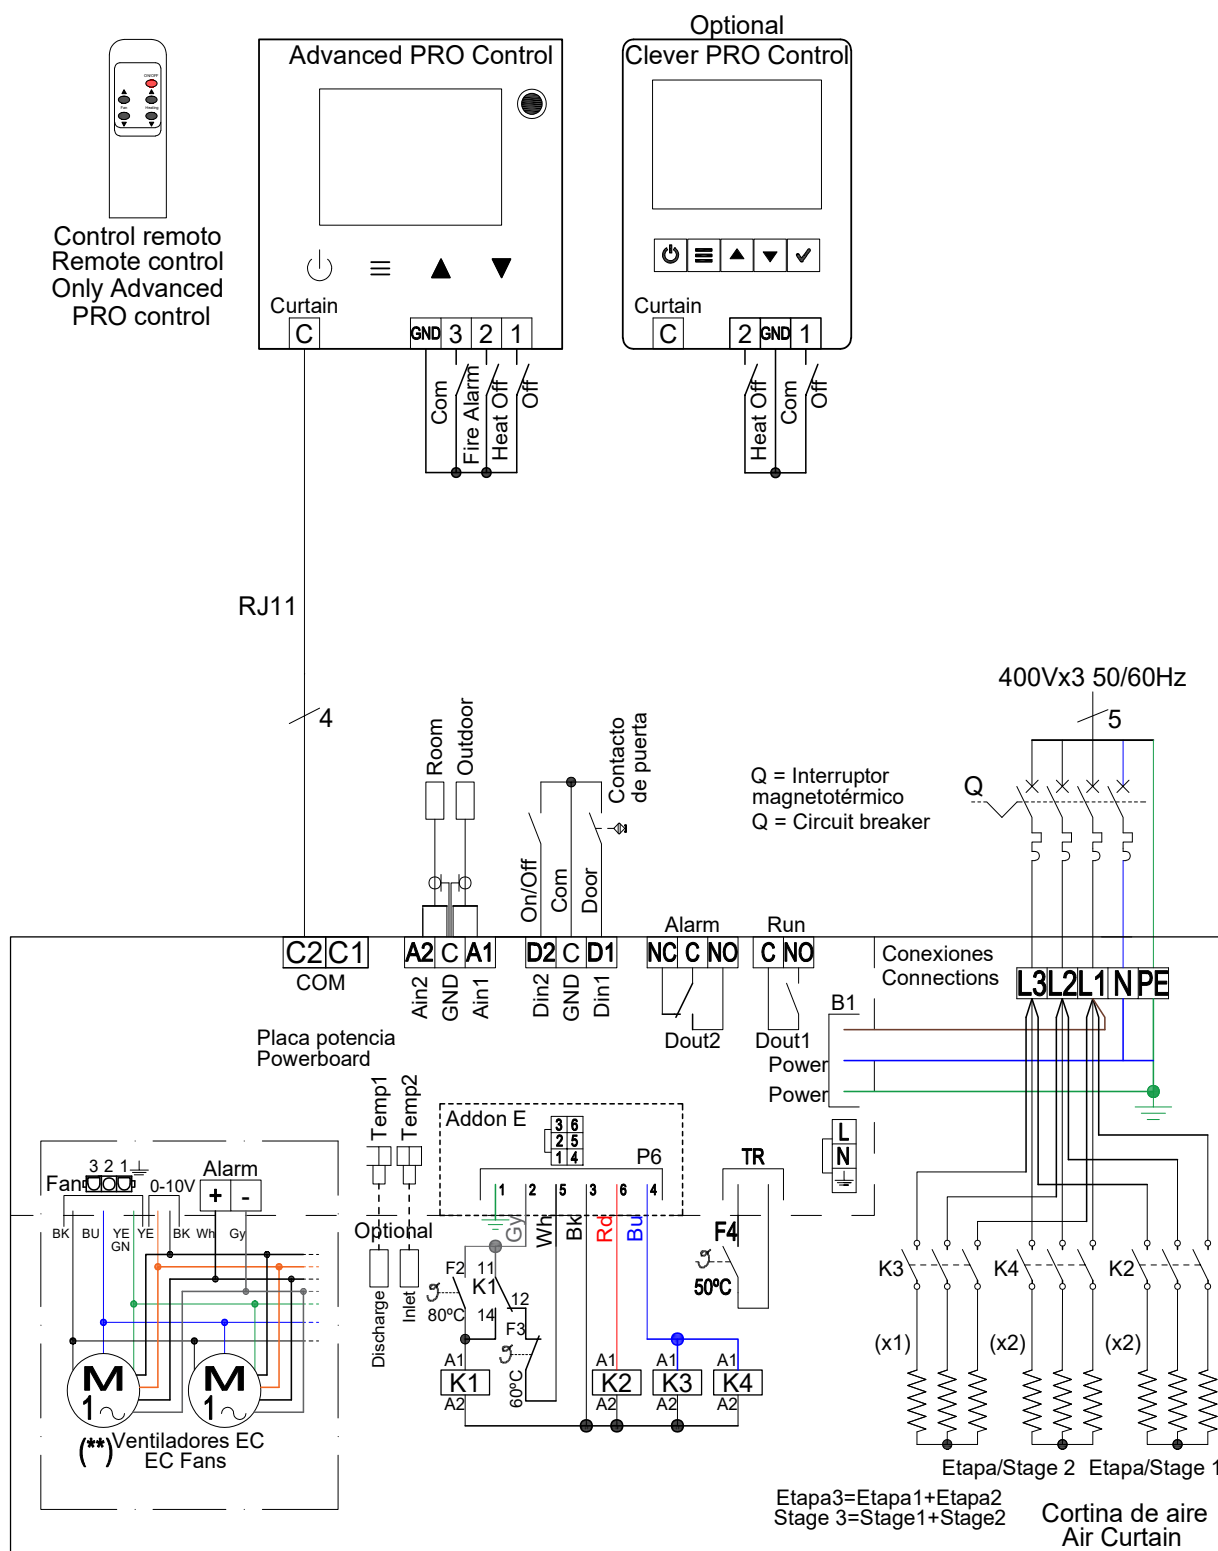 Optional
Advanced PRO Control
Clever PRO Control
ON/OFF
Fan
Heating
Control remoto
Remote control
Only Advanced
PRO control
Curtain
C
GND 3 2 1
Com
Fire Alarm
Heat Off
Off
Curtain
C
2 GND 1
Heat Off
Com
Off
RJ11
4
400Vx3 50/60Hz
5
Room
Outdoor
Contacto
de puerta
On/Off
Com
Door
Q = Interruptor
magnetotérmico
Q = Circuit breaker
Q
C2 C1
COM
A2 C A1
Ain2
GND
Ain1
D2 C D1
Din2
GND
Din1
Alarm
NC C NO
Dout2
Run
C NO
Dout1
Conexiones
Connections
L3 L2 L1 N PE
B1
Power
Power
Placa potencia
Powerboard
Temp1
Temp2
Addon E
3 6
2 5
1 4
P6
1 2 5 3 6 4
Gy
Wh
Bk
Rd
Bu
TR
L
N
F4
50ºC
Fan
3 2 1
0-10V
Alarm
+ -
BK BU YE GN YE BK Wh Gy
Optional
Discharge
Inlet
F2
80ºC
11
K1
14
12
F3
60ºC
A1
K1
A2
A1
K2
A2
A1
K3
A2
A1
K4
A2
M
1
M
1
(**)
Ventiladores EC
EC Fans
K3
K4
K2
(x1)
(x2)
(x2)
Etapa/Stage 2
Etapa/Stage 1
Etapa3=Etapa1+Etapa2
Stage 3=Stage1+Stage2
Cortina de aire
Air Curtain